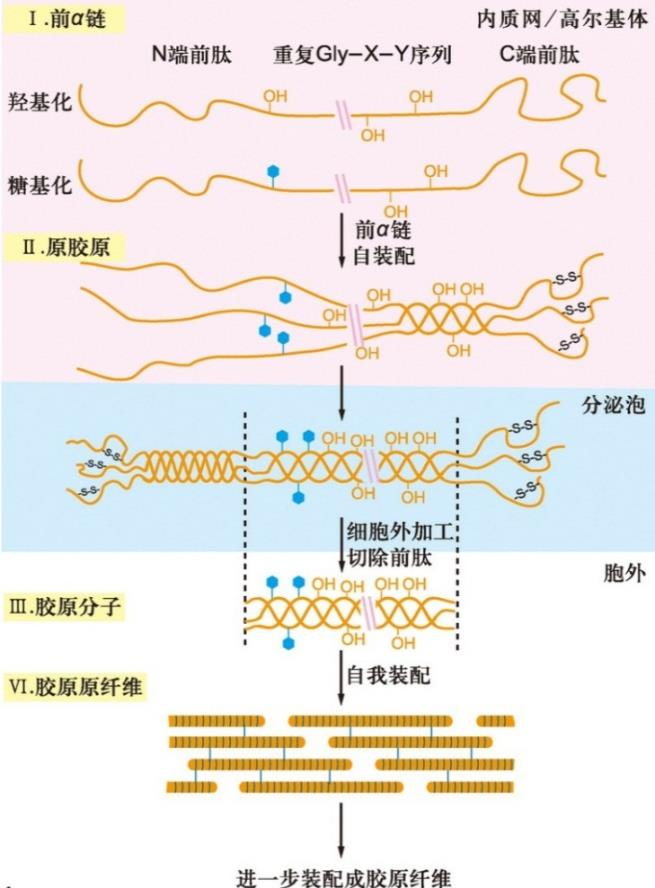 Ⅰ.前α链
内质网/高尔基体
N端前肽 重复Gly-X-Y序列 C端前肽
羟基化
OH OH
OH
糖基化
OH
OH
前α链
自装配
Ⅱ.原胶原
-S-S-
OH OH OH
OH -S-S-
OH OH -S-S-
分泌泡
-S-S-
OH OH OH OH
-S-S- -S-S-
-S-S-
-S-S- OH OH -S-S-
细胞外加工
切除前肽
胞外
OH OH OH OH
Ⅲ.胶原分子
OH OH
自我装配
Ⅵ.胶原原纤维
进一步装配成胶原纤维